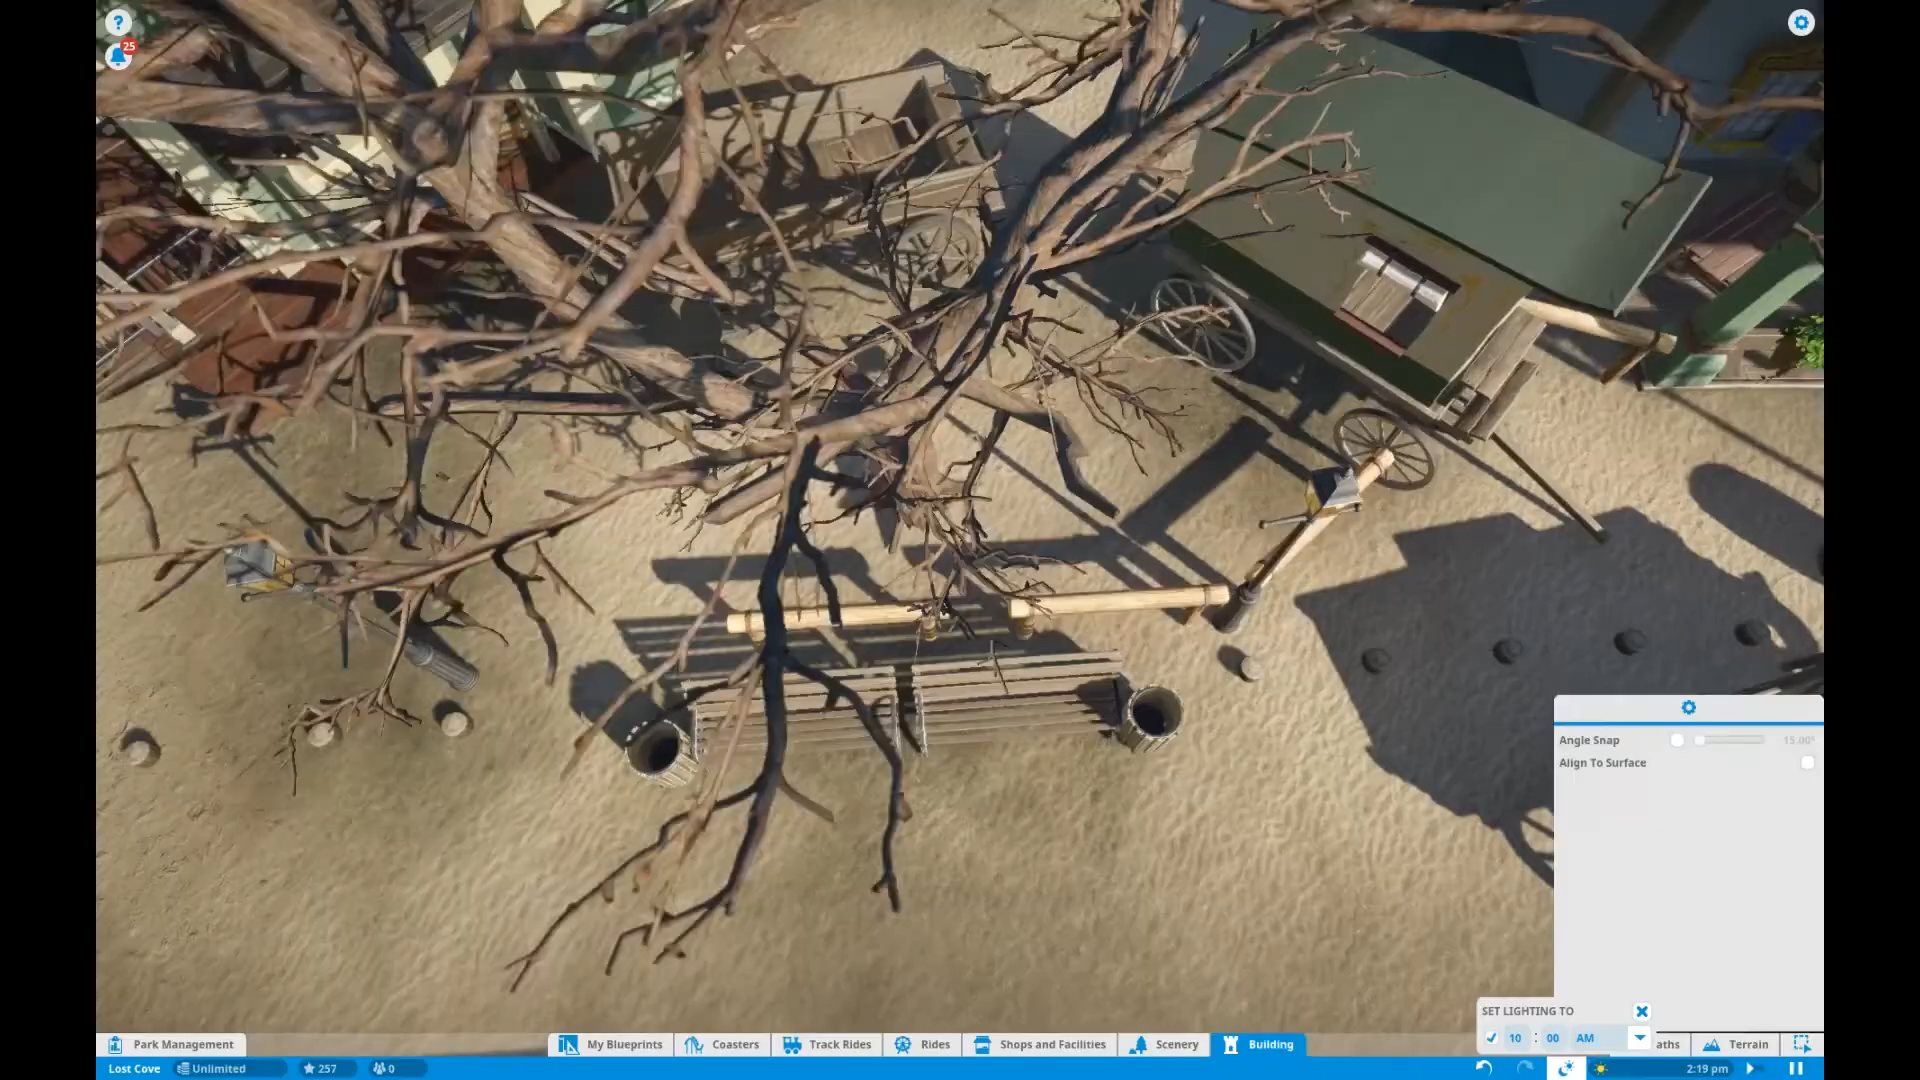 ?
25
Angle Snap 15.00°
Align To Surface
SET LIGHTING TO
10 : 00 AM
Park Management
My Blueprints
Coasters
Track Rides
Rides
Shops and Facilities
Scenery
Building
aths
Terrain
Lost Cove
Unlimited
257
0
2:19 pm